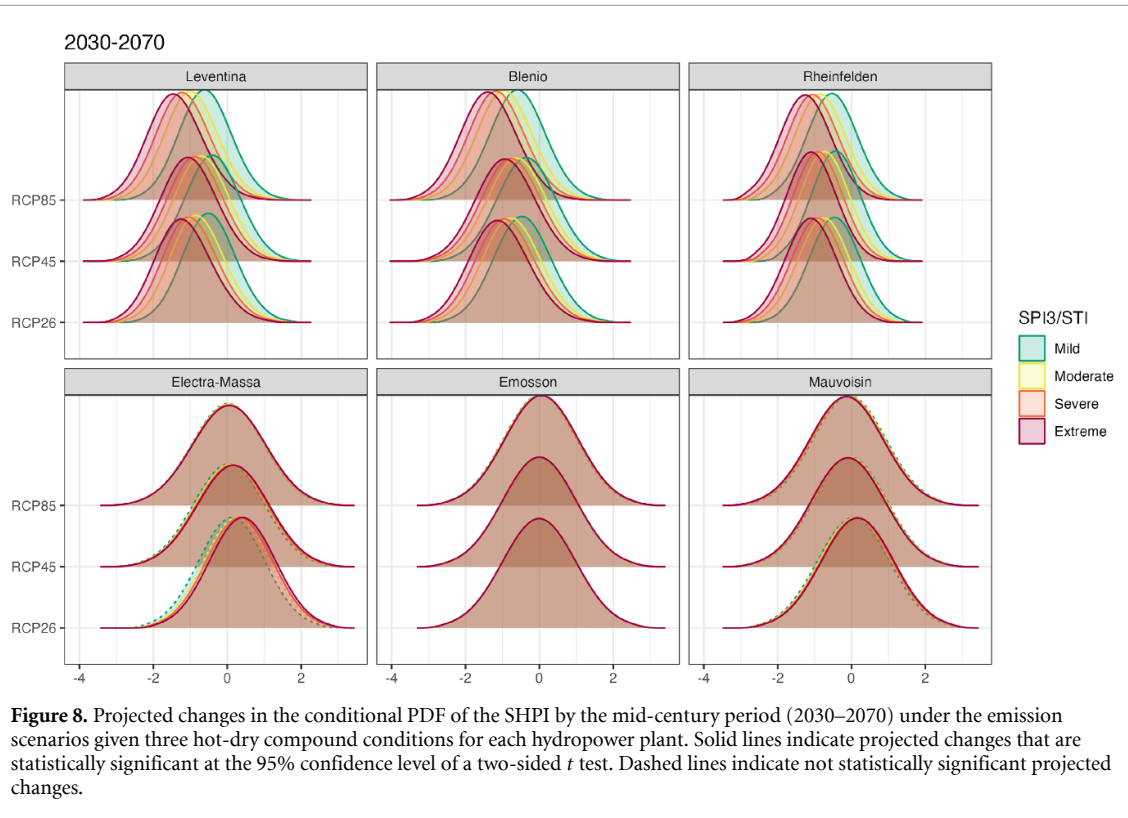 2030-2070
Leventina
Blenio
Rheinfelden
RCP85
RCP45
RCP26
Electra-Massa
Emosson
Mauvoisin
RCP85
RCP45
RCP26
-4 -2 0 2
-4 -2 0 2
-4 -2 0 2
SPI3/STI
Mild
Moderate
Severe
Extreme
Figure 8. Projected changes in the conditional PDF of the SHPI by the mid-century period (2030–2070) under the emission
scenarios given three hot-dry compound conditions for each hydropower plant. Solid lines indicate projected changes that are
statistically significant at the 95% confidence level of a two-sided t test. Dashed lines indicate not statistically significant projected
changes.